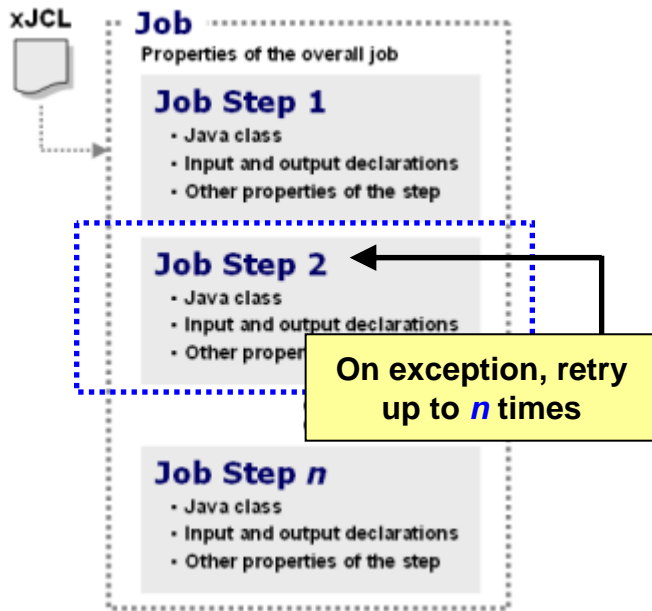 xJCL
Job
Properties of the overall job
Job Step 1
• Java class
• Input and output declarations
• Other properties of the step
Job Step 2
• Java class
• Input and output declarations
• Other
On exception, retry
up to n times
Job Step n
• Java class
• Input and output declarations
• Other properties of the step